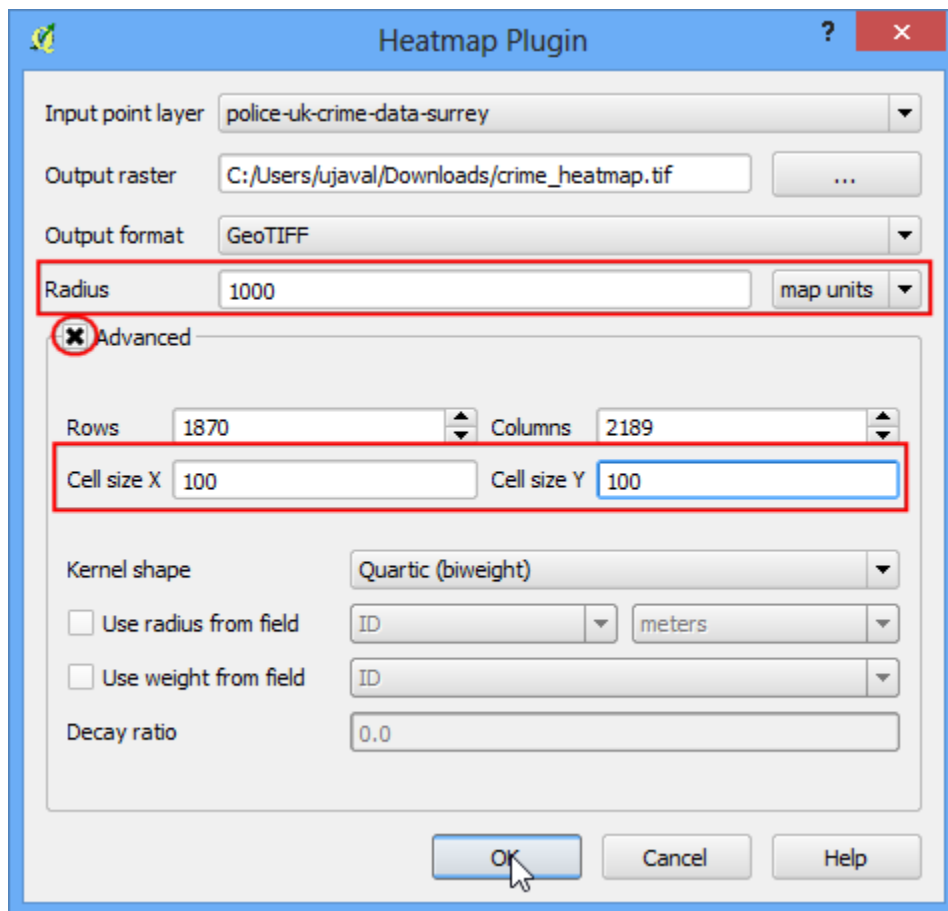 Heatmap Plugin
?
Input point layer police-uk-crime-data-surrey
Output raster C:/Users/ujaval/Downloads/crime_heatmap.tif ...
Output format GeoTIFF
Radius 1000 map units
Advanced
Rows 1870 Columns 2189
Cell size X 100 Cell size Y 100
Kernel shape Quartic (biweight)
Use radius from field ID meters
Use weight from field ID
Decay ratio 0.0
OK Cancel Help